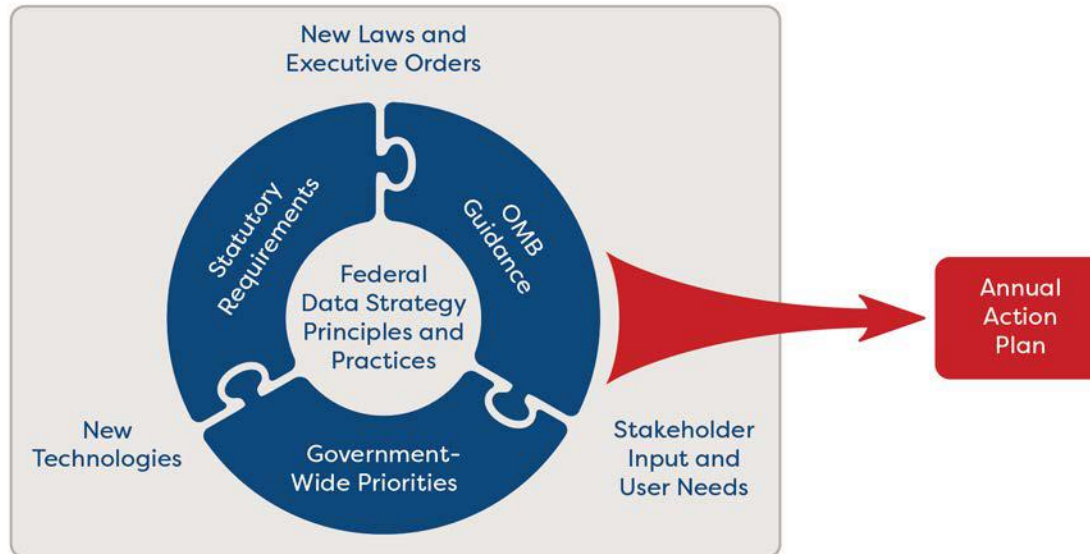 New Laws and
Executive Orders
Statutory
Requirements
OMB
Guidance
Federal
Data Strategy
Principles and
Practices
Annual
Action
Plan
New
Technologies
Government-
Wide Priorities
Stakeholder
Input and
User Needs